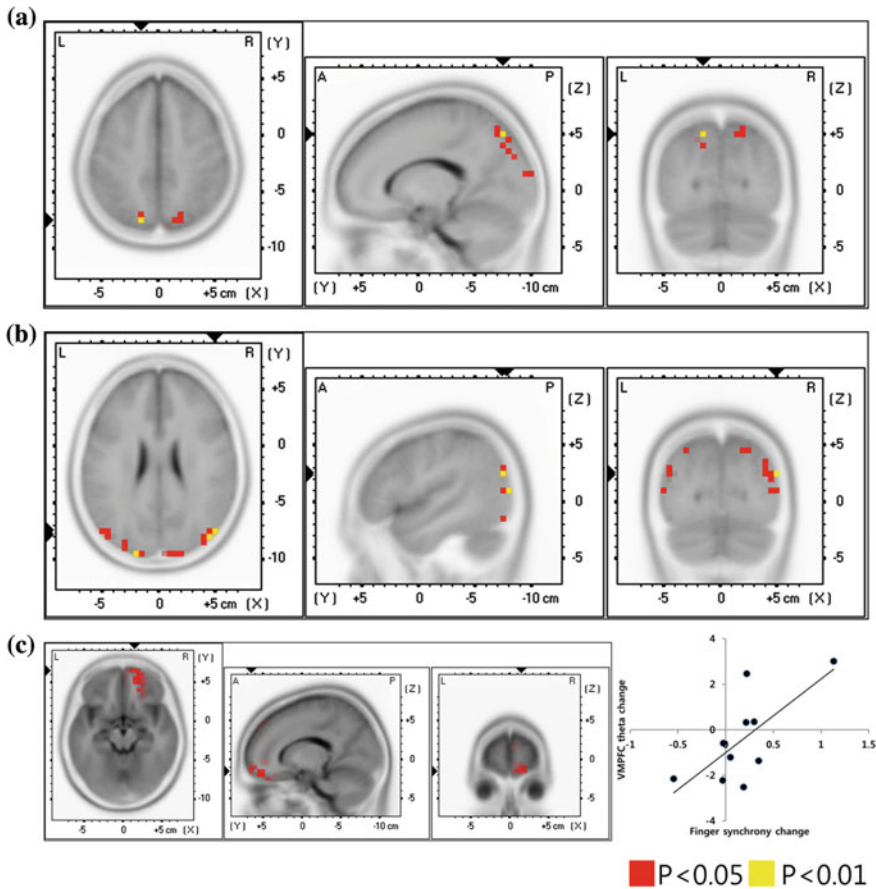 (a)
L R (Y)
+5
0
-5
-10
-5 0 +5 cm (X)
A P (Z)
+5
0
-5
(Y) +5 0 -5 -10 cm
L R (Z)
+5
0
-5
-5 0 +5 cm (X)
(b)
L R (Y)
+5
0
-5
-10
-5 0 +5 cm (X)
A P (Z)
+5
0
-5
(Y) +5 0 -5 -10 cm
L R (Z)
+5
0
-5
-5 0 +5 cm (X)
(c)
L R (Y)
+5
0
-5
-10
-5 0 +5 cm (X)
A P (Z)
+5
0
-5
(Y) +5 0 -5 -10 cm
L R (Z)
+5
0
-5
-5 0 +5 cm (X)
VMPFC theta change
4
2
0
-2
-4
-1 -0.5 0 0.5 1 1.5
Finger synchrony change
P<0.05 P<0.01